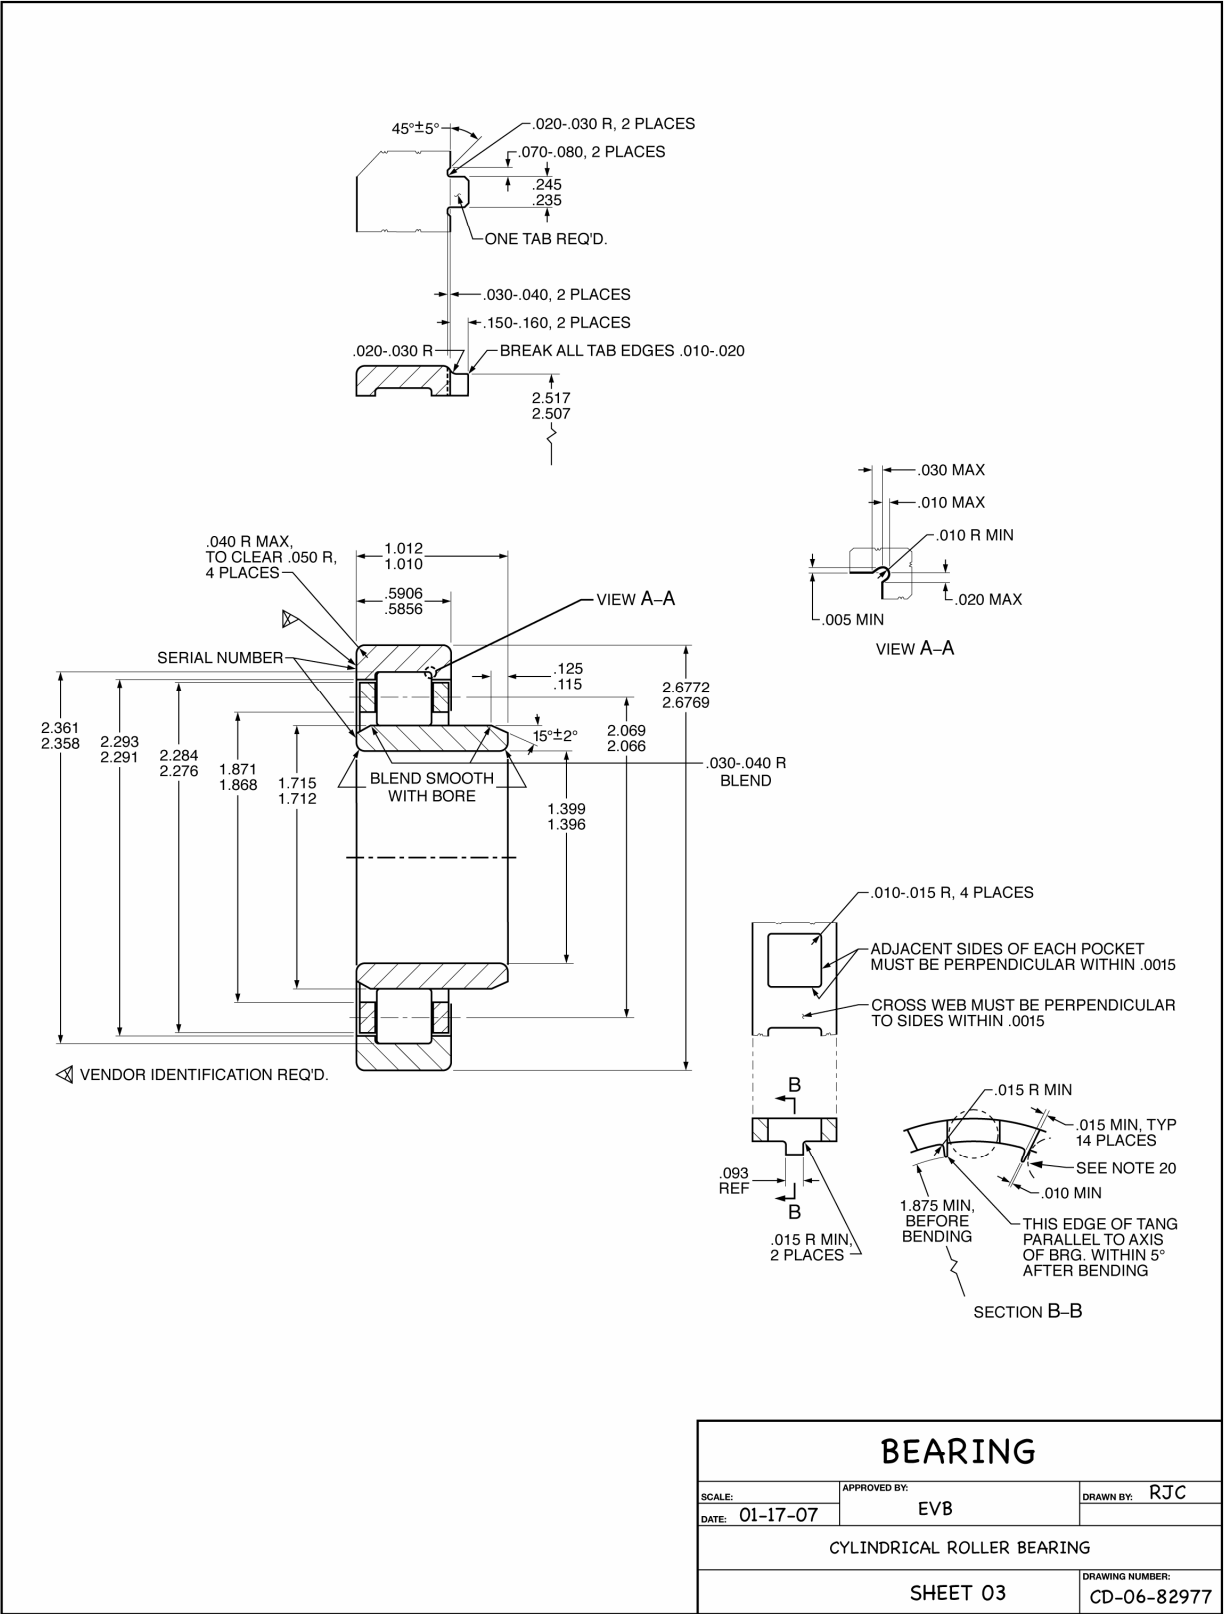 45°±5°
.020-.030 R, 2 PLACES
.070-.080, 2 PLACES
.245
.235
ONE TAB REQ'D.
.030-.040, 2 PLACES
.150-.160, 2 PLACES
.020-.030 R
BREAK ALL TAB EDGES .010-.020
2.517
2.507
.030 MAX
.010 MAX
.010 R MIN
.020 MAX
.005 MIN
VIEW A–A
.040 R MAX,
TO CLEAR .050 R,
4 PLACES
1.012
1.010
.5906
.5856
VIEW A–A
SERIAL NUMBER
.125
.115
2.6772
2.6769
2.361
2.358
2.293
2.291
2.284
2.276
1.871
1.868
1.715
1.712
15°±2°
2.069
2.066
.030-.040 R
BLEND
BLEND SMOOTH
WITH BORE
1.399
1.396
VENDOR IDENTIFICATION REQ'D.
.010-.015 R, 4 PLACES
ADJACENT SIDES OF EACH POCKET
MUST BE PERPENDICULAR WITHIN .0015
CROSS WEB MUST BE PERPENDICULAR
TO SIDES WITHIN .0015
B
.093
REF
B
.015 R MIN,
2 PLACES
.015 R MIN
.015 MIN, TYP
14 PLACES
SEE NOTE 20
.010 MIN
1.875 MIN,
BEFORE
BENDING
THIS EDGE OF TANG
PARALLEL TO AXIS
OF BRG. WITHIN 5°
AFTER BENDING
SECTION B–B
BEARING
SCALE:
APPROVED BY:
EVB
DRAWN BY: RJC
DATE: 01-17-07
CYLINDRICAL ROLLER BEARING
SHEET 03
DRAWING NUMBER:
CD-06-82977